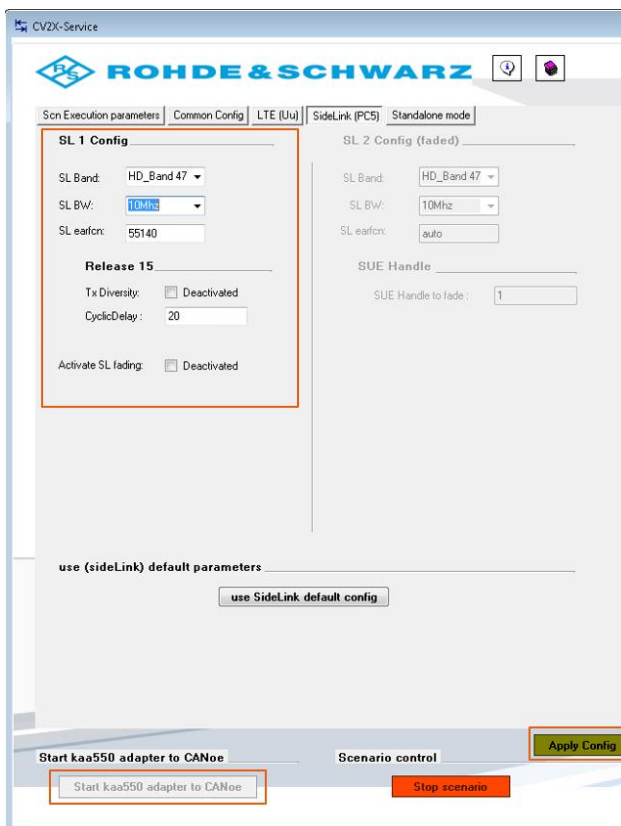 CV2X-Service
ROHDE & SCHWARZ
Scn Execution parameters Common Config LTE (Uu) SideLink (PC5) Standalone mode
SL 1 Config
SL Band: HD_Band 47
SL BW: 10Mhz
SL earfcn: 55140
Release 15
Tx Diversity: Deactivated
CyclicDelay : 20
Activate SL fading: Deactivated
SL 2 Config (faded)
SL Band: HD_Band 47
SL BW: 10Mhz
SL earfcn: auto
SUE Handle
SUE Handle to fade : 1
use (sideLink) default parameters
use SideLink default config
Apply Config
Start kaa550 adapter to CANoe
Start kaa550 adapter to CANoe
Scenario control
Stop scenario